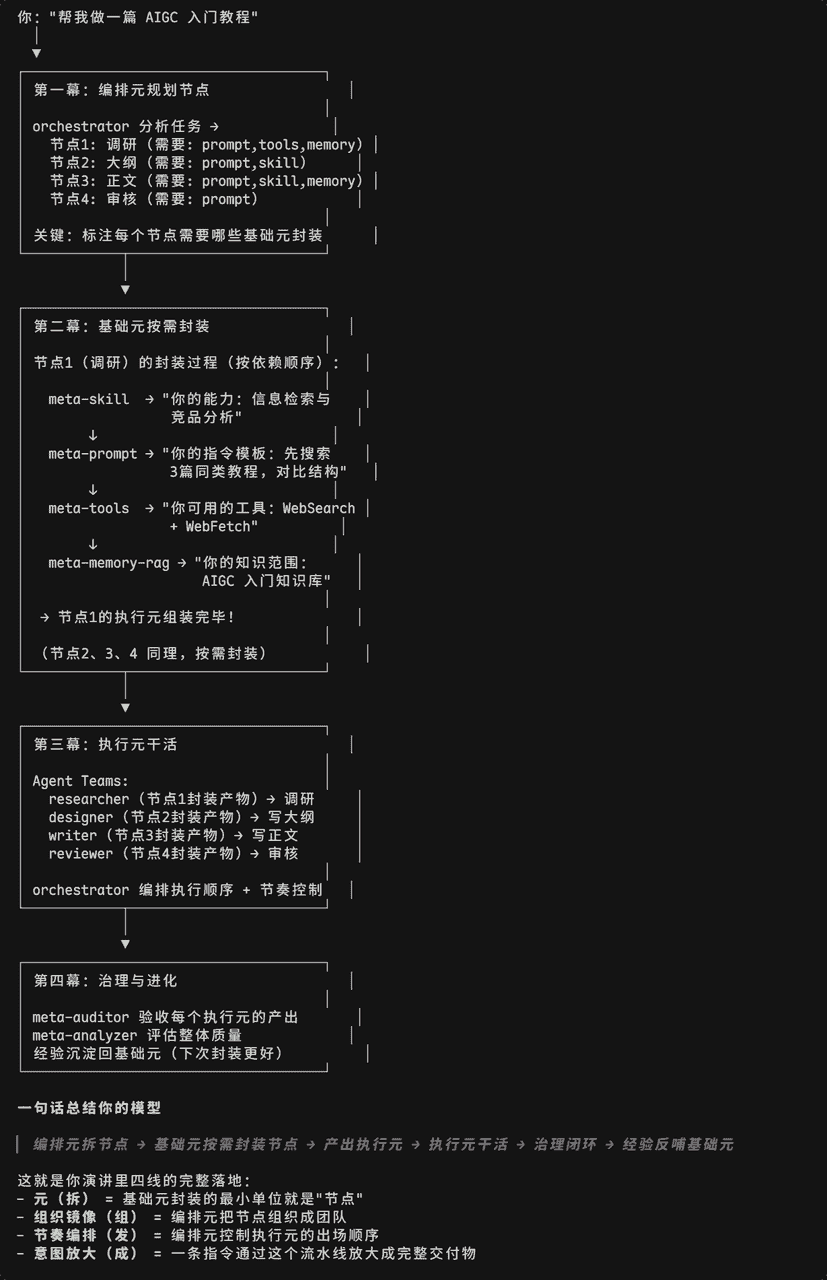 你："帮我做一篇 AIGC 入门教程"
第一幕：编排元规划节点
orchestrator 分析任务 →
节点1：调研（需要：prompt,tools,memory）
节点2：大纲（需要：prompt,skill）
节点3：正文（需要：prompt,skill,memory）
节点4：审核（需要：prompt）
关键：标注每个节点需要哪些基础元封装
第二幕：基础元按需封装
节点1（调研）的封装过程（按依赖顺序）：
meta-skill → "你的能力：信息检索与
竞品分析"
↓
meta-prompt → "你的指令模板：先搜索
3篇同类教程，对比结构"
↓
meta-tools → "你可用的工具：WebSearch
+ WebFetch"
↓
meta-memory-rag → "你的知识范围：
AIGC 入门知识库"
→ 节点1的执行元组装完毕！
（节点2、3、4 同理，按需封装）
第三幕：执行元干活
Agent Teams:
researcher（节点1封装产物）→ 调研
designer（节点2封装产物）→ 写大纲
writer（节点3封装产物）→ 写正文
reviewer（节点4封装产物）→ 审核
orchestrator 编排执行顺序 + 节奏控制
第四幕：治理与进化
meta-auditor 验收每个执行元的产出
meta-analyzer 评估整体质量
经验沉淀回基础元（下次封装更好）
一句话总结你的模型
编排元拆节点 → 基础元按需封装节点 → 产出执行元 → 执行元干活 → 治理闭环 → 经验反哺基础元
这就是你演讲里四线的完整落地：
- 元（拆） = 基础元封装的最小单位就是"节点"
- 组织镜像（组） = 编排元把节点组织成团队
- 节奏编排（发） = 编排元控制执行元的出场顺序
- 意图放大（成） = 一条指令通过这个流水线放大成完整交付物